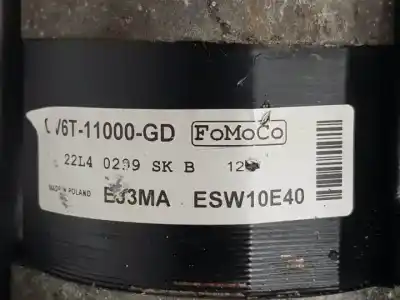 V6T-11000-GD FoMoCo
22L4 0299 SK B
MADE IN POLAND ESW10E40